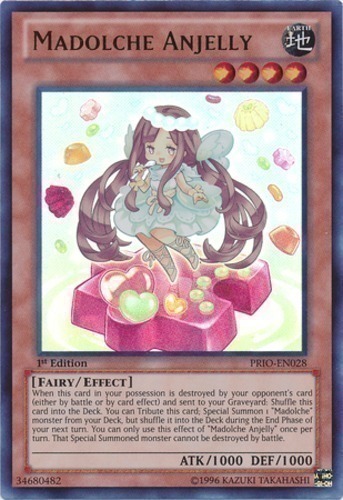 MADOLCHE ANJELLY
EARTH
地
1st Edition
PRIO-EN028
[FAIRY/EFFECT]
When this card in your possession is destroyed by your opponent's card
(either by battle or by card effect) and sent to your Graveyard: Shuffle
this card into the Deck. You can Tribute this card; Special Summon 1 "Madolche"
monster from your Deck, but shuffle it into the Deck during the End Phase of
your next turn. You can only use this effect of "Madolche Anjelly" once per
turn. That Special Summoned monster cannot be destroyed by battle.
ATK/1000 DEF/1000
34680482
©1996 KAZUKI TAKAHASHI